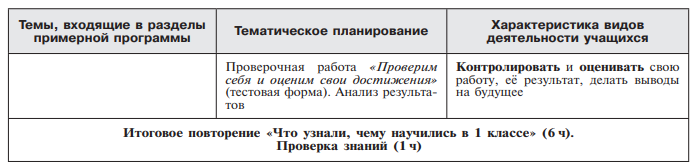 Темы, входящие в разделы
примерной программы
Тематическое планирование
Характеристика видов
деятельности учащихся
Проверочная работа «Проверим
себя и оценим свои достижения»
(тестовая форма). Анализ результа-
тов
Контролировать и оценивать свою
работу, её результат, делать выводы
на будущее
Итоговое повторение «Что узнали, чему научились в 1 классе» (6 ч).
Проверка знаний (1 ч)